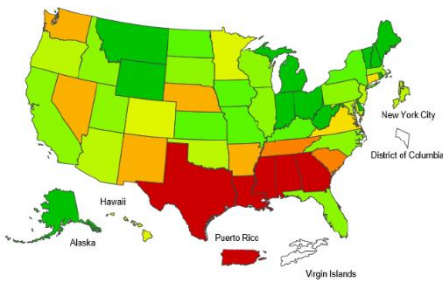 New York City
District of Columbia
Hawaii
Alaska
Puerto Rico
Virgin Islands